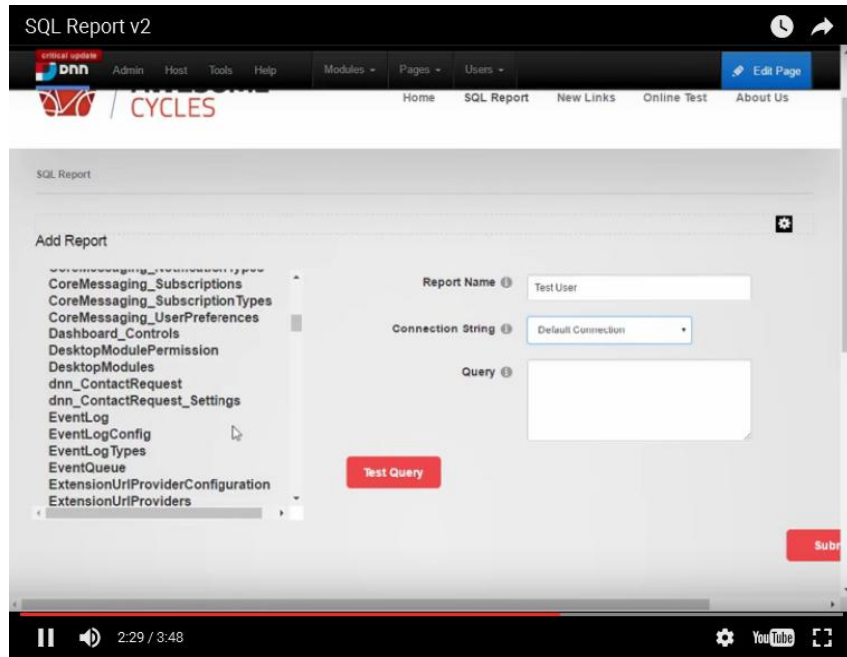 SQL Report v2
critical update
DNN Admin Host Tools Help Modules Pages Users Edit Page
CYCLES
Home SQL Report New Links Online Test About Us
SQL Report
Add Report
CoreMessaging_NotificationTypes
CoreMessaging_Subscriptions
CoreMessaging_SubscriptionTypes
CoreMessaging_UserPreferences
Dashboard_Controls
DesktopModulePermission
DesktopModules
dnn_ContactRequest
dnn_ContactRequest_Settings
EventLog
EventLogConfig
EventLogTypes
EventQueue
ExtensionUrlProviderConfiguration
ExtensionUrlProviders
Report Name
Test User
Connection String
Default Connection
Query
Test Query
Subr
2:29 / 3:48
YouTube